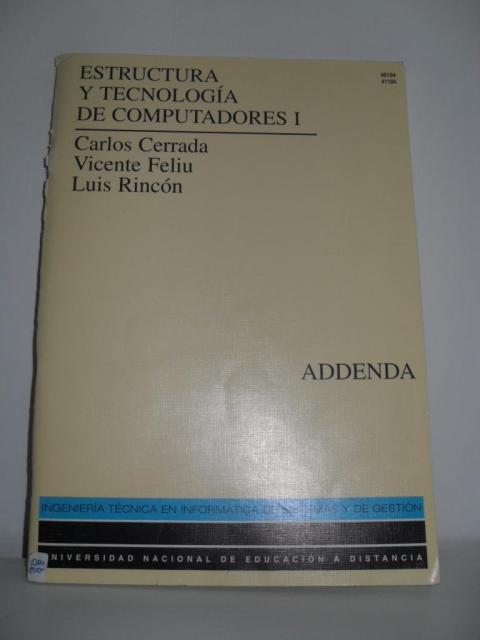 ESTRUCTURA
Y TECNOLOGÍA
DE COMPUTADORES I
40104
Carlos Cerrada
Vicente Feliu
Luis Rincón
ADDENDA
INGENIERÍA TÉCNICA EN INFORMÁTICA DE SISTEMAS Y DE GESTIÓN
UNIVERSIDAD NACIONAL DE EDUCACIÓN A DISTANCIA